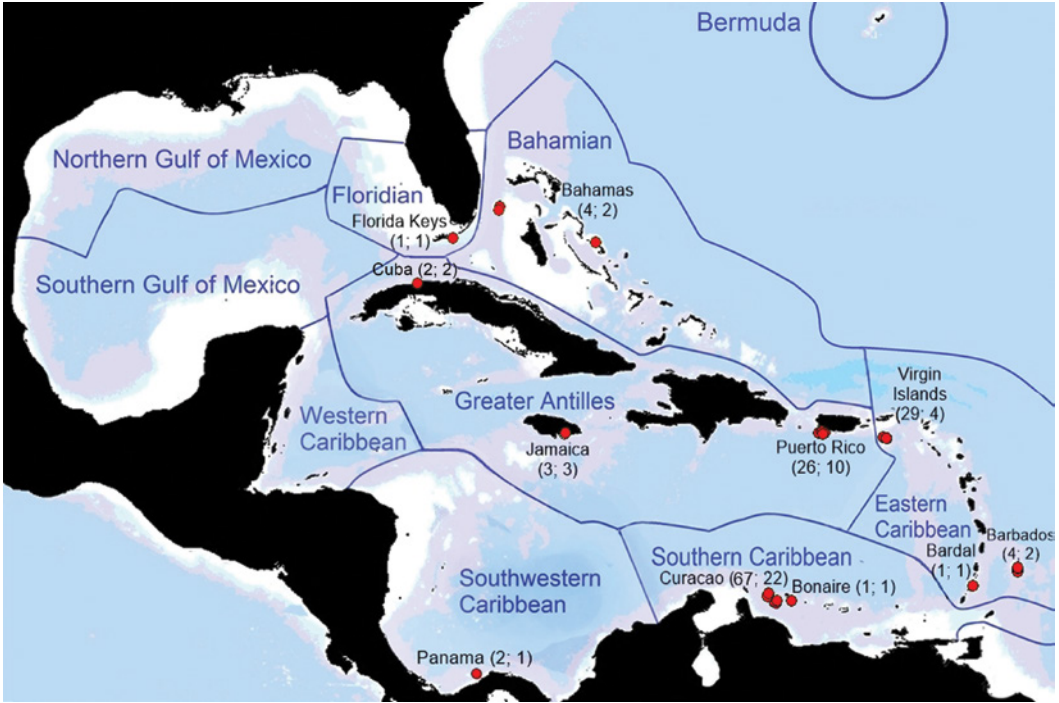 Bermuda
Bahamian
Northern Gulf of Mexico
Floridian
Bahamas
(4; 2)
Florida Keys
(1; 1)
Cuba (2; 2)
Southern Gulf of Mexico
Virgin
Islands
(29; 4)
Greater Antilles
Western
Caribbean
Jamaica
(3; 3)
Puerto Rico
(26; 10)
Eastern
Caribbean
Barbados
(4; 2)
Bardal
(1; 1)
Southern Caribbean
Curacao (67; 22)
Bonaire (1; 1)
Southwestern
Caribbean
Panama (2; 1)